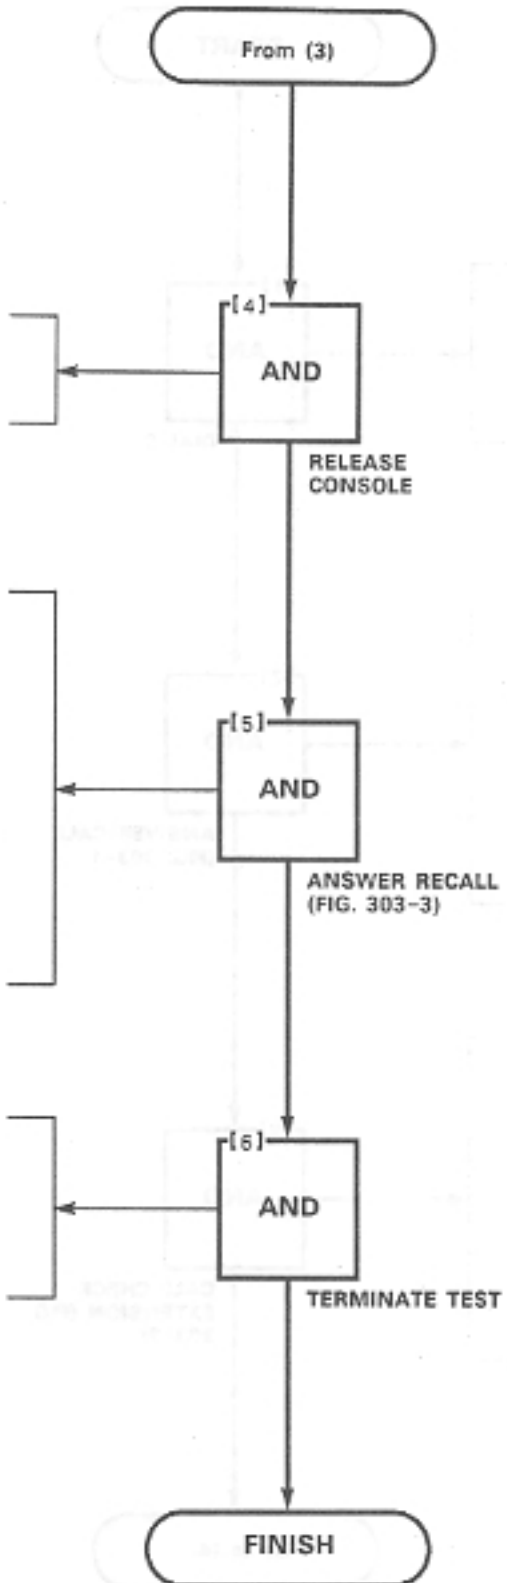 From (3)
[4]
AND
RELEASE
CONSOLE
[5]
AND
ANSWER RECALL
(FIG. 303-3)
[6]
AND
TERMINATE TEST
FINISH